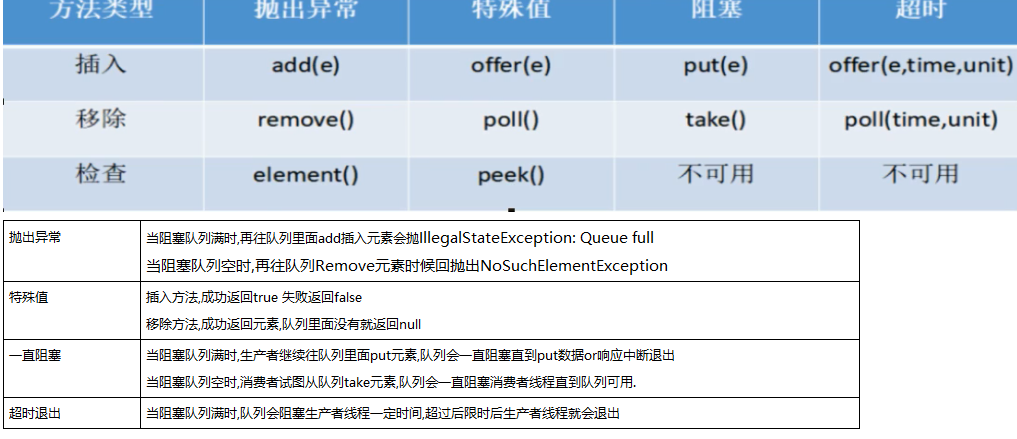 方法类型 抛出异常 特殊值 阻塞 超时
插入 add(e) offer(e) put(e) offer(e,time,unit)
移除 remove() poll() take() poll(time,unit)
检查 element() peek() 不可用 不可用
抛出异常 当阻塞队列满时,再往队列里面add插入元素会抛IllegalStateException: Queue full
当阻塞队列空时,再往队列Remove元素时候回抛出NoSuchElementException
特殊值 插入方法,成功返回true 失败返回false
移除方法,成功返回元素,队列里面没有就返回null
一直阻塞 当阻塞队列满时,生产者继续往队列里面put元素,队列会一直阻塞直到put数据or响应中断退出
当阻塞队列空时,消费者试图从队列take元素,队列会一直阻塞消费者线程直到队列可用.
超时退出 当阻塞队列满时,队列会阻塞生产者线程一定时间,超过后限时后生产者线程就会退出